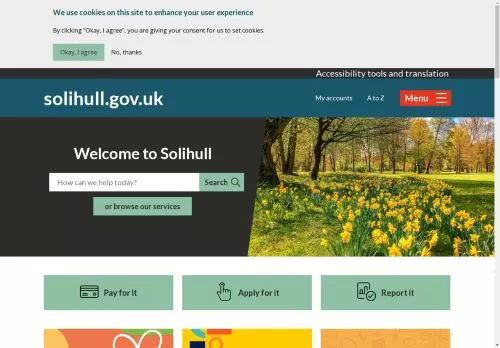 We use cookies on this site to enhance your user experience
By clicking "Okay, I agree", you are giving your consent for us to set cookies.
Okay, I agree
No, thanks
Accessibility tools and translation
solihull.gov.uk
My accounts
A to Z
Menu
Welcome to Solihull
How can we help today?
Search
or browse our services
Pay for it
Apply for it
Report it